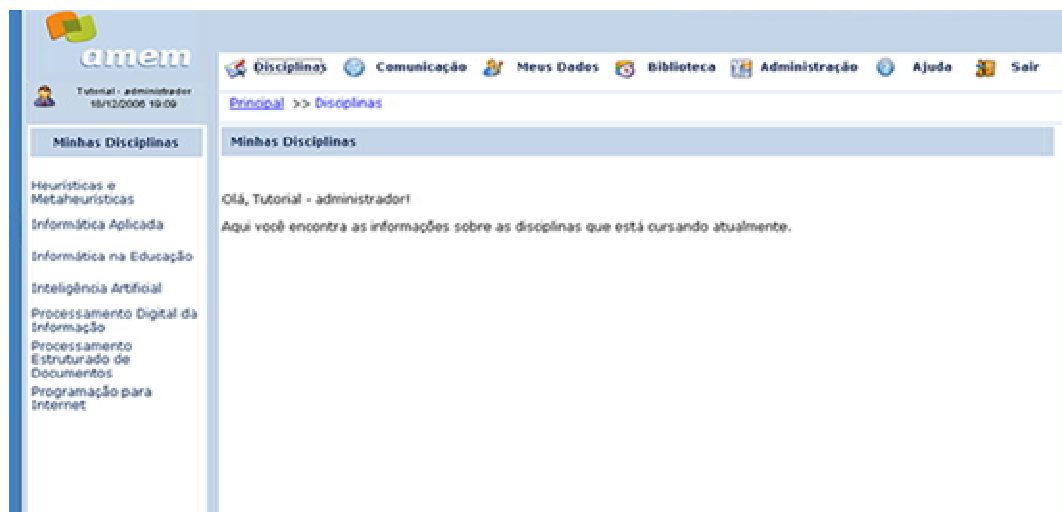 amem
Tutorial - administrador
18/12/2006 19:09
Disciplinas
Comunicação
Meus Dados
Biblioteca
Administração
Ajuda
Sair
Principal >> Disciplinas
Minhas Disciplinas
Heurísticas e
Metaheurísticas
Informática Aplicada
Informática na Educação
Inteligência Artificial
Processamento Digital da
Informação
Processamento
Estruturado de
Documentos
Programação para
Internet
Minhas Disciplinas
Olá, Tutorial - administrador!
Aqui você encontra as informações sobre as disciplinas que está cursando atualmente.